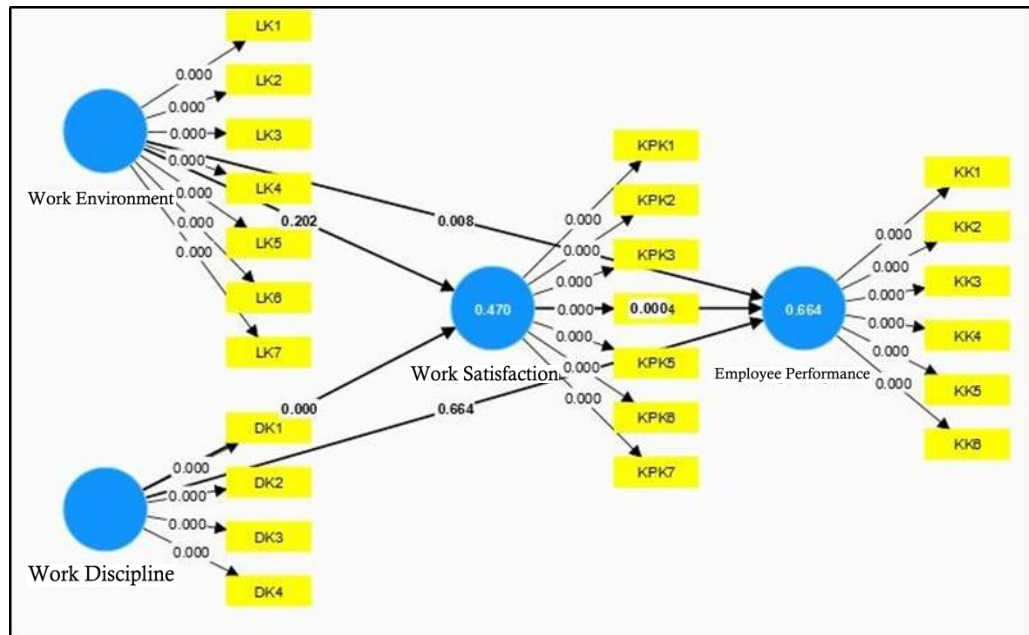 LK1
0.000
LK2
0.000
LK3
0.000
0.000
LK4
Work Environment
0.000
0.202
0.008
0.000
LK5
0.000
LK6
LK7
KPK1
0.000
KPK2
0.000
KPK3
0.000
0.470
0.000
0.0004
0.000
KPK5
Work Satisfaction
0.000
0.000
KPK6
KPK7
KK1
0.000
KK2
0.000
KK3
0.000
0.664
0.000
KK4
0.000
Employee Performance
0.000
KK5
KK6
0.000
0.664
DK1
0.000
DK2
0.000
DK3
0.000
0.000
Work Discipline
DK4